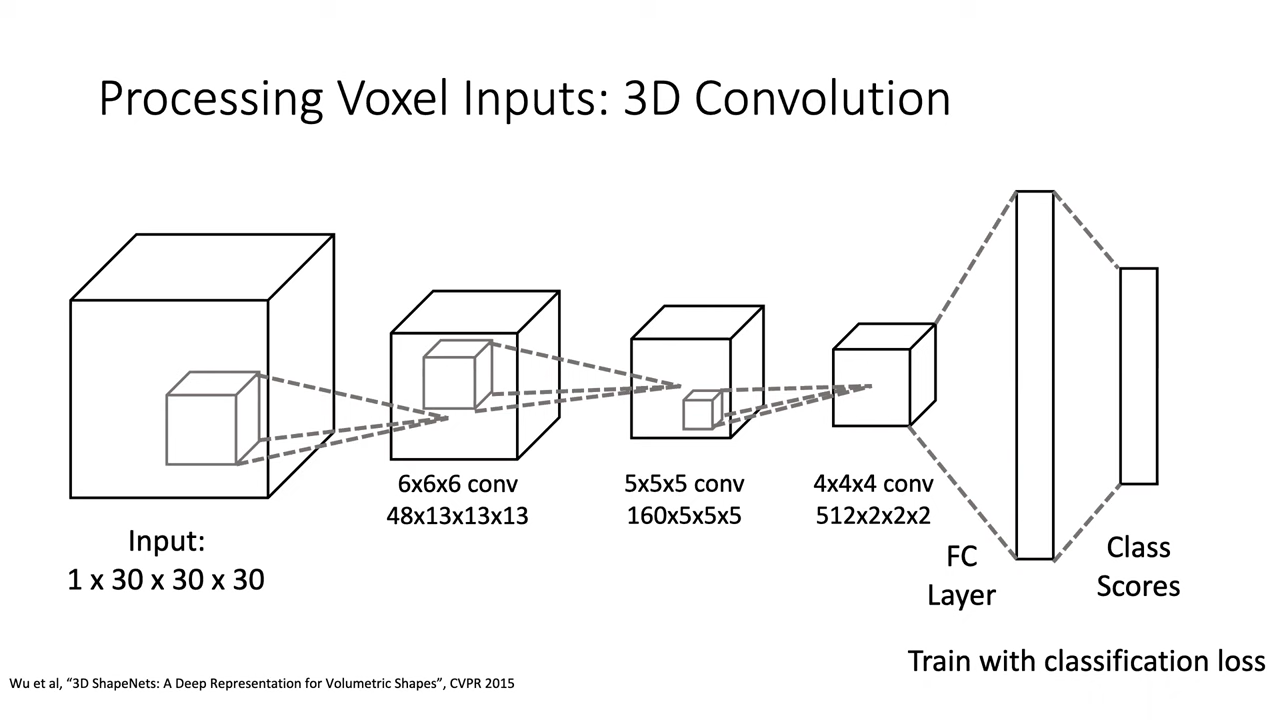 Processing Voxel Inputs: 3D Convolution
6x6x6 conv
48x13x13x13
5x5x5 conv
160x5x5x5
4x4x4 conv
512x2x2x2
Input:
1 x 30 x 30 x 30
FC
Layer
Class
Scores
Train with classification loss
Wu et al, “3D ShapeNets: A Deep Representation for Volumetric Shapes”, CVPR 2015